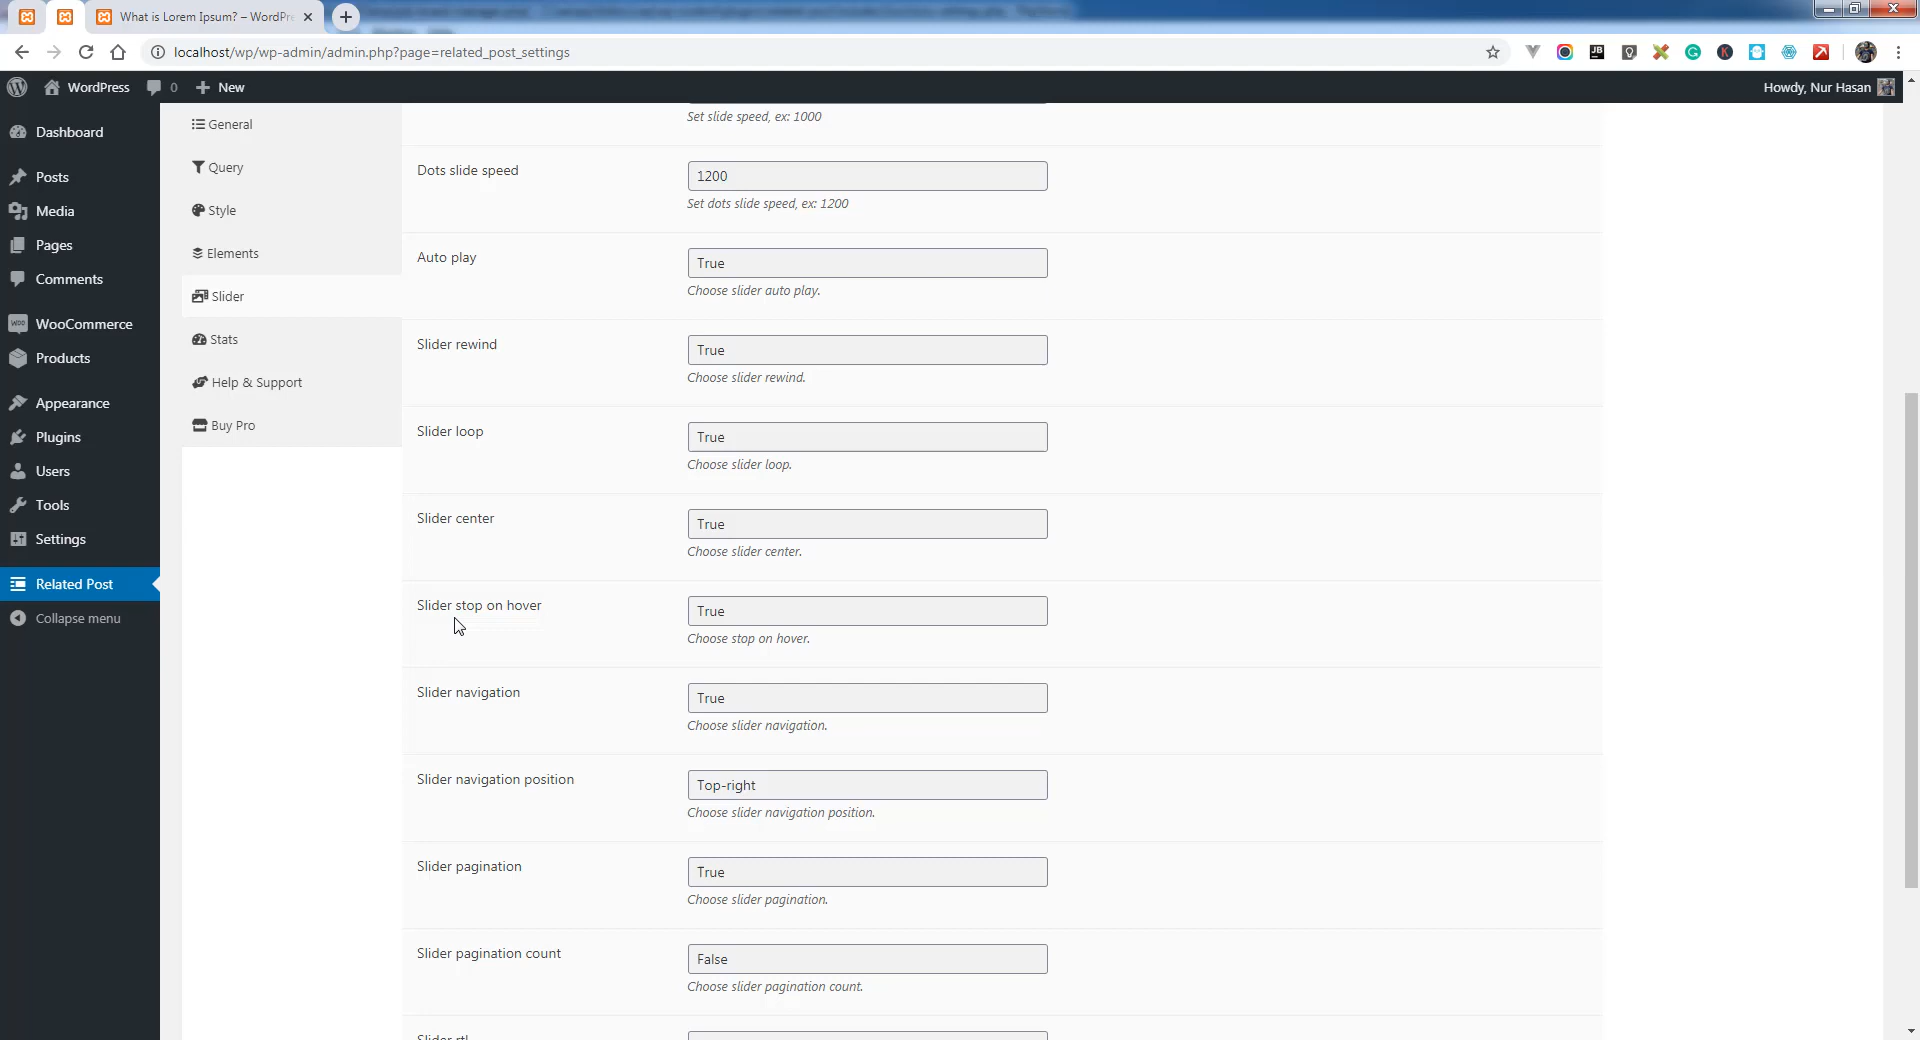 What is Lorem Ipsum? – WordPre
localhost/wp/wp-admin/admin.php?page=related_post_settings
WordPress
0
New
Howdy, Nur Hasan
Dashboard
Posts
Media
Pages
Comments
WooCommerce
Products
Appearance
Plugins
Users
Tools
Settings
Related Post
Collapse menu
General
Query
Style
Elements
Slider
Stats
Help & Support
Buy Pro
Set slide speed, ex: 1000
Dots slide speed
1200
Set dots slide speed, ex: 1200
Auto play
True
Choose slider auto play.
Slider rewind
True
Choose slider rewind.
Slider loop
True
Choose slider loop.
Slider center
True
Choose slider center.
Slider stop on hover
True
Choose stop on hover.
Slider navigation
True
Choose slider navigation.
Slider navigation position
Top-right
Choose slider navigation position.
Slider pagination
True
Choose slider pagination.
Slider pagination count
False
Choose slider pagination count.
Slider rtl